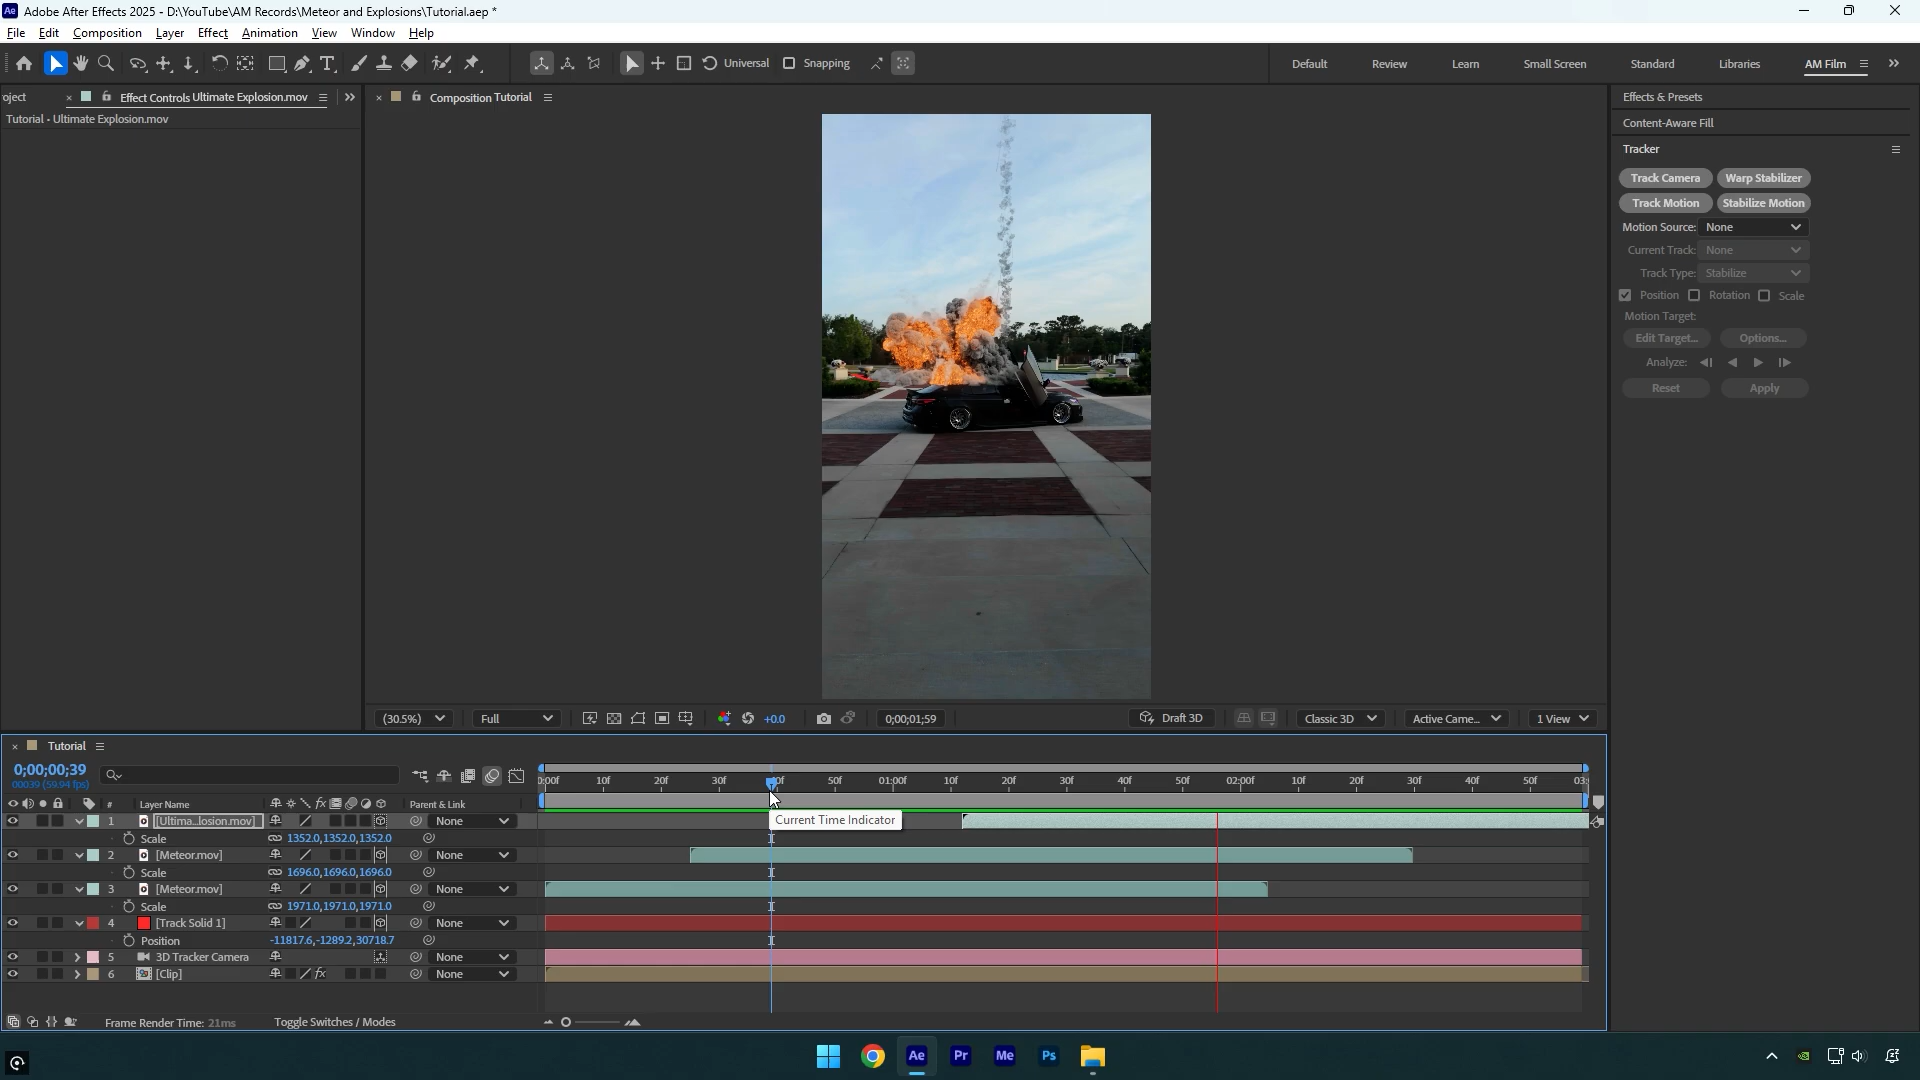 Adobe After Effects 2025 - D:\YouTube\AM Records\Meteor and Explosions\Tutorial.aep *
File Edit Composition Layer Effect Animation View Window Help
Universal Snapping Default Review Learn Small Screen Standard Libraries AM Film
oject × Effect Controls Ultimate Explosion.mov
Tutorial • Ultimate Explosion.mov
× Composition Tutorial
Effects & Presets
Content-Aware Fill
Tracker
Track Camera Warp Stabilizer
Track Motion Stabilize Motion
Motion Source: None
Current Track: None
Track Type: Stabilize
Position Rotation Scale
Motion Target:
Edit Target... Options...
Analyze:
Reset Apply
(30.5%) Full +0.0 0;00;01;59 Draft 3D Classic 3D Active Came... 1 View
× Tutorial
0;00;00;39
00039 (59.94 fps)
0:00f 10f 20f 30f 50f 01:00f 10f 20f 30f 40f 50f 02:00f 10f 20f 30f 40f 50f 03:
# Layer Name fx Parent & Link
1 [Ultima...losion.mov] None
Current Time Indicator
Scale 1352.0,1352.0,1352.0
2 [Meteor.mov] None
Scale 1696.0,1696.0,1696.0
3 [Meteor.mov] None
Scale 1971.0,1971.0,1971.0
4 [Track Solid 1] None
Position -11817.6,-1289.2,30718.7
5 3D Tracker Camera None
6 [Clip] fx None
Frame Render Time: 21ms Toggle Switches / Modes
Ae Pr Me Ps